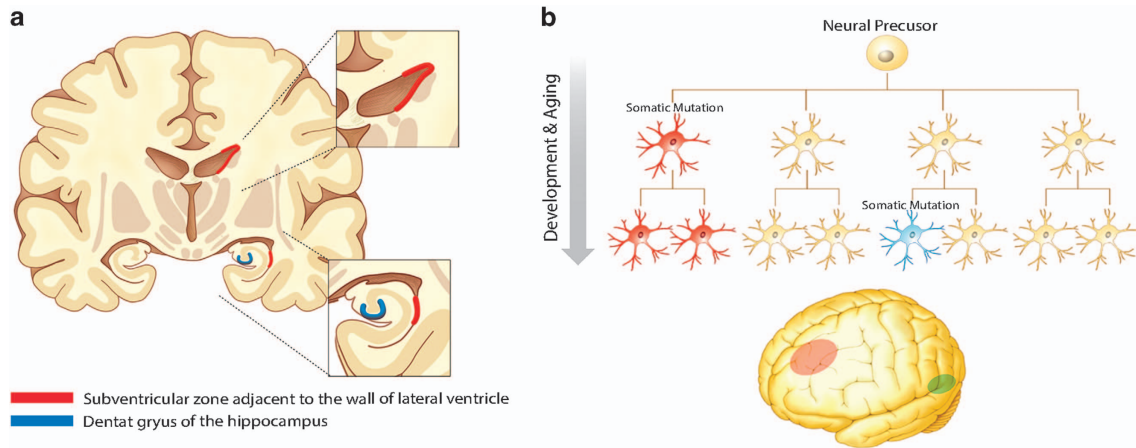 a
Subventricular zone adjacent to the wall of lateral ventricle
Dentat gryus of the hippocampus
b
Neural Precusor
Development & Aging
Somatic Mutation
Somatic Mutation